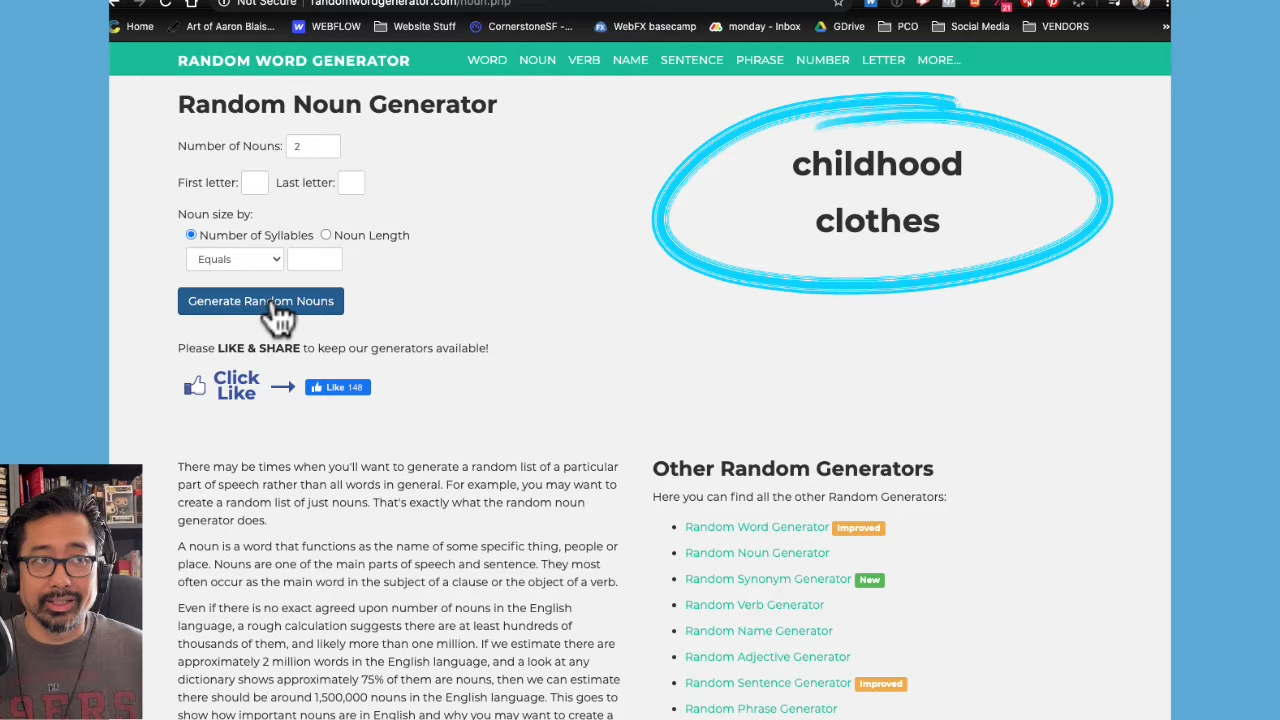 Not Secure randomwordgenerator.com/noun.php
21
Home Art of Aaron Blais... WEBFLOW Website Stuff CornerstoneSF -... WebFX basecamp monday - Inbox GDrive PCO Social Media VENDORS »
RANDOM WORD GENERATOR WORD NOUN VERB NAME SENTENCE PHRASE NUMBER LETTER MORE...
Random Noun Generator
Number of Nouns: 2
First letter: Last letter:
Noun size by:
Number of Syllables Noun Length
Equals
Generate Random Nouns
Please LIKE & SHARE to keep our generators available!
Click
Like
Like 148
childhood
clothes
There may be times when you'll want to generate a random list of a particular
part of speech rather than all words in general. For example, you may want to
create a random list of just nouns. That's exactly what the random noun
generator does.
A noun is a word that functions as the name of some specific thing, people or
place. Nouns are one of the main parts of speech and sentence. They most
often occur as the main word in the subject of a clause or the object of a verb.
Even if there is no exact agreed upon number of nouns in the English
language, a rough calculation suggests there are at least hundreds of
thousands of them, and likely more than one million. If we estimate there are
approximately 2 million words in the English language, and a look at any
dictionary shows approximately 75% of them are nouns, then we can estimate
there should be around 1,500,000 nouns in the English language. This goes to
show how important nouns are in English and why you may want to create a
Other Random Generators
Here you can find all the other Random Generators:
Random Word Generator Improved
Random Noun Generator
Random Synonym Generator New
Random Verb Generator
Random Name Generator
Random Adjective Generator
Random Sentence Generator Improved
Random Phrase Generator